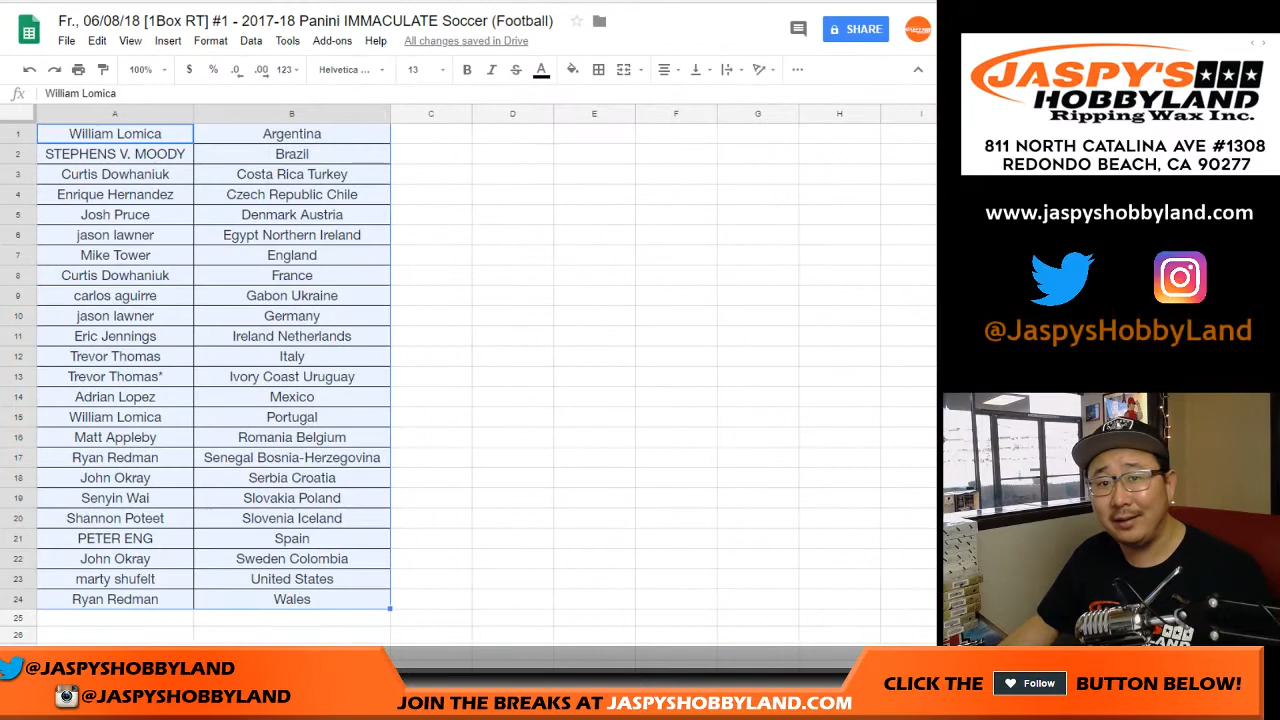 Fr., 06/08/18 [1Box RT] #1 - 2017-18 Panini IMMACULATE Soccer (Football)
File Edit View Insert Format Data Tools Add-ons Help All changes saved in Drive
SHARE
100% $ % .0 .00 123 Helvetica ... 13 B I S A
fx William Lomica
A B C D E F G H I
1 William Lomica Argentina
2 STEPHENS V. MOODY Brazil
3 Curtis Dowhaniuk Costa Rica Turkey
4 Enrique Hernandez Czech Republic Chile
5 Josh Pruce Denmark Austria
6 jason lawner Egypt Northern Ireland
7 Mike Tower England
8 Curtis Dowhaniuk France
9 carlos aguirre Gabon Ukraine
10 jason lawner Germany
11 Eric Jennings Ireland Netherlands
12 Trevor Thomas Italy
13 Trevor Thomas* Ivory Coast Uruguay
14 Adrian Lopez Mexico
15 William Lomica Portugal
16 Matt Appleby Romania Belgium
17 Ryan Redman Senegal Bosnia-Herzegovina
18 John Okray Serbia Croatia
19 Senyin Wai Slovakia Poland
20 Shannon Poteet Slovenia Iceland
21 PETER ENG Spain
22 John Okray Sweden Colombia
23 marty shufelt United States
24 Ryan Redman Wales
25
26
JASPY'S
HOBBYLAND
Ripping Wax Inc.
811 NORTH CATALINA AVE #1308
REDONDO BEACH, CA 90277
www.jaspyshobbyland.com
@JaspysHobbyLand
@JASPYSHOBBYLAND
@JASPYSHOBBYLAND
JOIN THE BREAKS AT JASPYSHOBBYLAND.COM
CLICK THE Follow BUTTON BELOW!